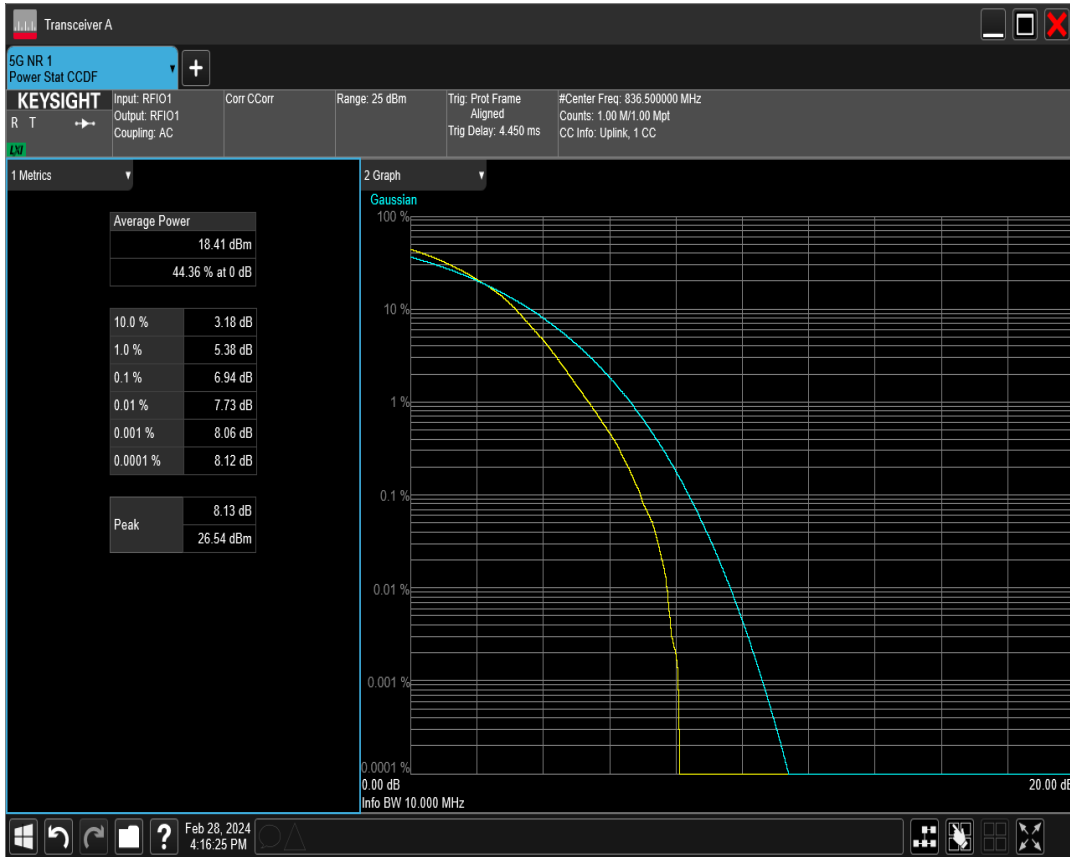 Transceiver A
5G NR 1
Power Stat CCDF
KEYSIGHT
R T
LXI
Input: RFIO1
Output: RFIO1
Coupling: AC
Corr CCorr
Range: 25 dBm
Trig: Prot Frame
Aligned
Trig Delay: 4.450 ms
#Center Freq: 836.500000 MHz
Counts: 1.00 M/1.00 Mpt
CC Info: Uplink, 1 CC
1 Metrics
Average Power
18.41 dBm
44.36 % at 0 dB
10.0 % 3.18 dB
1.0 % 5.38 dB
0.1 % 6.94 dB
0.01 % 7.73 dB
0.001 % 8.06 dB
0.0001 % 8.12 dB
Peak 8.13 dB
26.54 dBm
2 Graph
Gaussian
100 %
10 %
1 %
0.1 %
0.01 %
0.001 %
0.0001 %
0.00 dB 20.00 dB
Info BW 10.000 MHz
?
Feb 28, 2024
4:16:25 PM